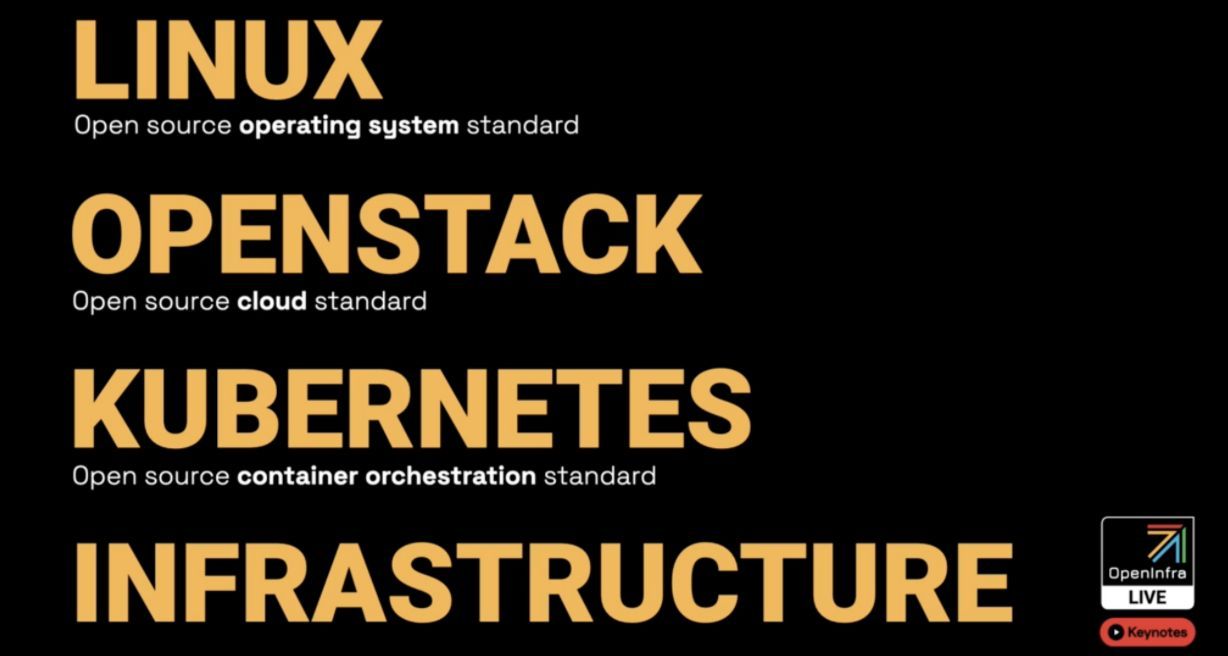 LINUX
Open source operating system standard
OPENSTACK
Open source cloud standard
KUBERNETES
Open source container orchestration standard
INFRASTRUCTURE
OpenInfra
LIVE
Keynotes